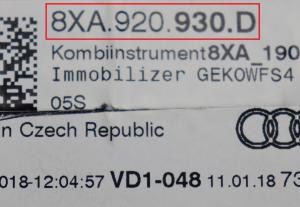 8XA.920.930.D
Kombiinstrument8XA_190
Immobilizer GEKOWFS4
05S
n Czech Republic
018-12:04:57 VD1-048 11.01.18 73